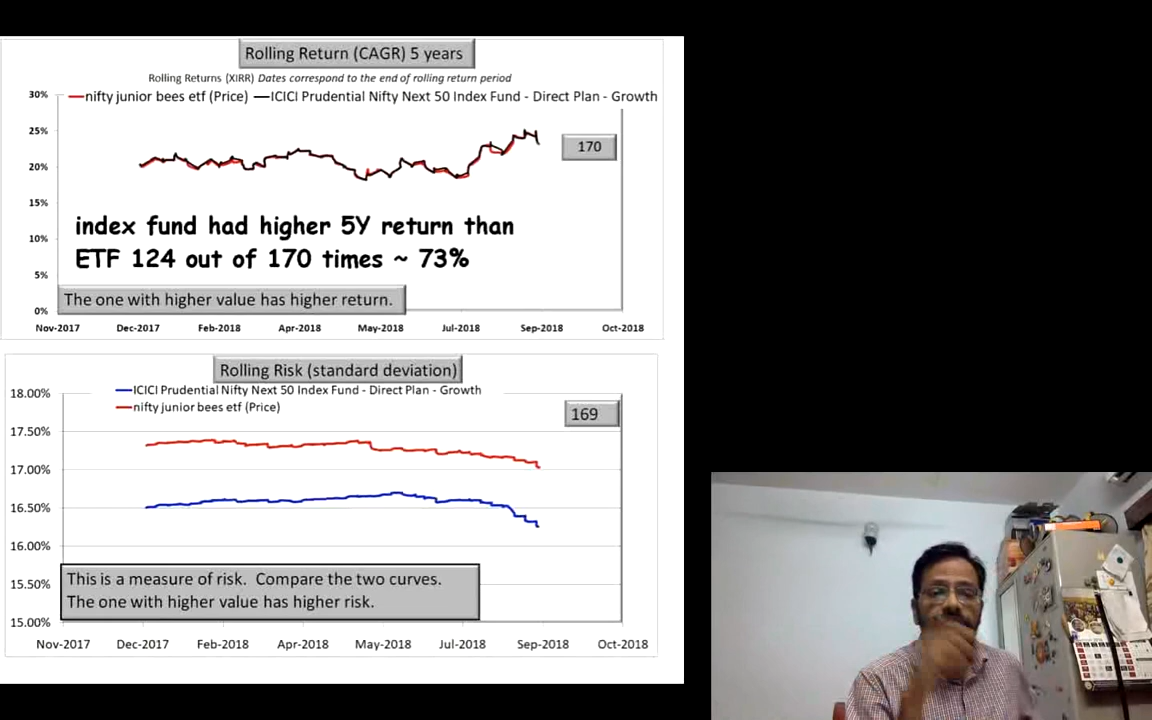 Rolling Return (CAGR) 5 years
Rolling Returns (XIRR) Dates correspond to the end of rolling return period
30%
nifty junior bees etf (Price)
ICICI Prudential Nifty Next 50 Index Fund - Direct Plan - Growth
25%
170
20%
15%
index fund had higher 5Y return than
10%
ETF 124 out of 170 times ~ 73%
5%
The one with higher value has higher return.
0%
Nov-2017 Dec-2017 Feb-2018 Apr-2018 May-2018 Jul-2018 Sep-2018 Oct-2018
Rolling Risk (standard deviation)
18.00%
ICICI Prudential Nifty Next 50 Index Fund - Direct Plan - Growth
nifty junior bees etf (Price)
169
17.50%
17.00%
16.50%
16.00%
15.50%
This is a measure of risk. Compare the two curves.
The one with higher value has higher risk.
15.00%
Nov-2017 Dec-2017 Feb-2018 Apr-2018 May-2018 Jul-2018 Sep-2018 Oct-2018